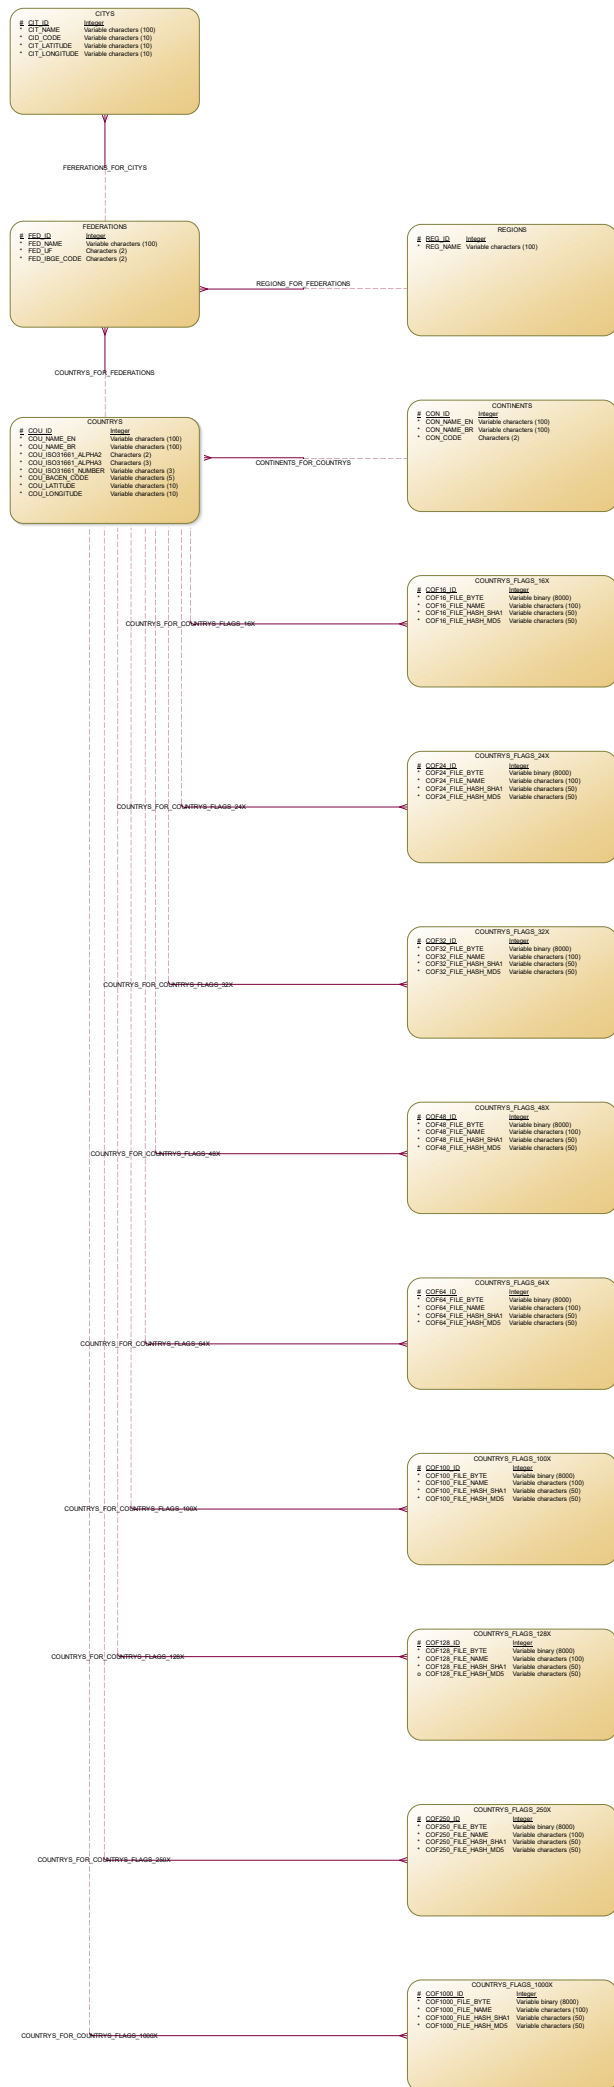 CITYS
# CIT_ID Integer
* CIT_NAME Variable characters (100)
* CID_CODE Variable characters (10)
* CIT_LATITUDE Variable characters (10)
* CIT_LONGITUDE Variable characters (10)
FERERATIONS_FOR_CITYS
FEDERATIONS
# FED_ID Integer
* FED_NAME Variable characters (100)
* FED_UF Characters (2)
* FED_IBGE_CODE Characters (2)
REGIONS
# REG_ID Integer
* REG_NAME Variable characters (100)
REGIONS_FOR_FEDERATIONS
COUNTRYS_FOR_FEDERATIONS
COUNTRYS
# COU_ID Integer
* COU_NAME_EN Variable characters (100)
* COU_NAME_BR Variable characters (100)
* COU_ISO31661_ALPHA2 Characters (2)
* COU_ISO31661_ALPHA3 Characters (3)
* COU_ISO31661_NUMBER Variable characters (3)
* COU_BACEN_CODE Variable characters (5)
* COU_LATITUDE Variable characters (10)
* COU_LONGITUDE Variable characters (10)
CONTINENTS
# CON_ID Integer
* CON_NAME_EN Variable characters (100)
* CON_NAME_BR Variable characters (100)
* CON_CODE Characters (2)
CONTINENTS_FOR_COUNTRYS
COUNTRYS_FLAGS_16X
# COF16_ID Integer
* COF16_FILE_BYTE Variable binary (8000)
* COF16_FILE_NAME Variable characters (100)
* COF16_FILE_HASH_SHA1 Variable characters (50)
* COF16_FILE_HASH_MD5 Variable characters (50)
COUNTRYS_FOR_COUNTRYS_FLAGS_16X
COUNTRYS_FLAGS_24X
# COF24_ID Integer
* COF24_FILE_BYTE Variable binary (8000)
* COF24_FILE_NAME Variable characters (100)
* COF24_FILE_HASH_SHA1 Variable characters (50)
* COF24_FILE_HASH_MD5 Variable characters (50)
COUNTRYS_FOR_COUNTRYS_FLAGS_24X
COUNTRYS_FLAGS_32X
# COF32_ID Integer
* COF32_FILE_BYTE Variable binary (8000)
* COF32_FILE_NAME Variable characters (100)
* COF32_FILE_HASH_SHA1 Variable characters (50)
* COF32_FILE_HASH_MD5 Variable characters (50)
COUNTRYS_FOR_COUNTRYS_FLAGS_32X
COUNTRYS_FLAGS_48X
# COF48_ID Integer
* COF48_FILE_BYTE Variable binary (8000)
* COF48_FILE_NAME Variable characters (100)
* COF48_FILE_HASH_SHA1 Variable characters (50)
* COF48_FILE_HASH_MD5 Variable characters (50)
COUNTRYS_FOR_COUNTRYS_FLAGS_48X
COUNTRYS_FLAGS_64X
# COF64_ID Integer
* COF64_FILE_BYTE Variable binary (8000)
* COF64_FILE_NAME Variable characters (100)
* COF64_FILE_HASH_SHA1 Variable characters (50)
* COF64_FILE_HASH_MD5 Variable characters (50)
COUNTRYS_FOR_COUNTRYS_FLAGS_64X
COUNTRYS_FLAGS_100X
# COF100_ID Integer
* COF100_FILE_BYTE Variable binary (8000)
* COF100_FILE_NAME Variable characters (100)
* COF100_FILE_HASH_SHA1 Variable characters (50)
* COF100_FILE_HASH_MD5 Variable characters (50)
COUNTRYS_FOR_COUNTRYS_FLAGS_100X
COUNTRYS_FLAGS_128X
# COF128_ID Integer
* COF128_FILE_BYTE Variable binary (8000)
* COF128_FILE_NAME Variable characters (100)
* COF128_FILE_HASH_SHA1 Variable characters (50)
o COF128_FILE_HASH_MD5 Variable characters (50)
COUNTRYS_FOR_COUNTRYS_FLAGS_128X
COUNTRYS_FLAGS_250X
# COF250_ID Integer
* COF250_FILE_BYTE Variable binary (8000)
* COF250_FILE_NAME Variable characters (100)
* COF250_FILE_HASH_SHA1 Variable characters (50)
* COF250_FILE_HASH_MD5 Variable characters (50)
COUNTRYS_FOR_COUNTRYS_FLAGS_250X
COUNTRYS_FLAGS_1000X
# COF1000_ID Integer
* COF1000_FILE_BYTE Variable binary (8000)
* COF1000_FILE_NAME Variable characters (100)
* COF1000_FILE_HASH_SHA1 Variable characters (50)
* COF1000_FILE_HASH_MD5 Variable characters (50)
COUNTRYS_FOR_COUNTRYS_FLAGS_1000X